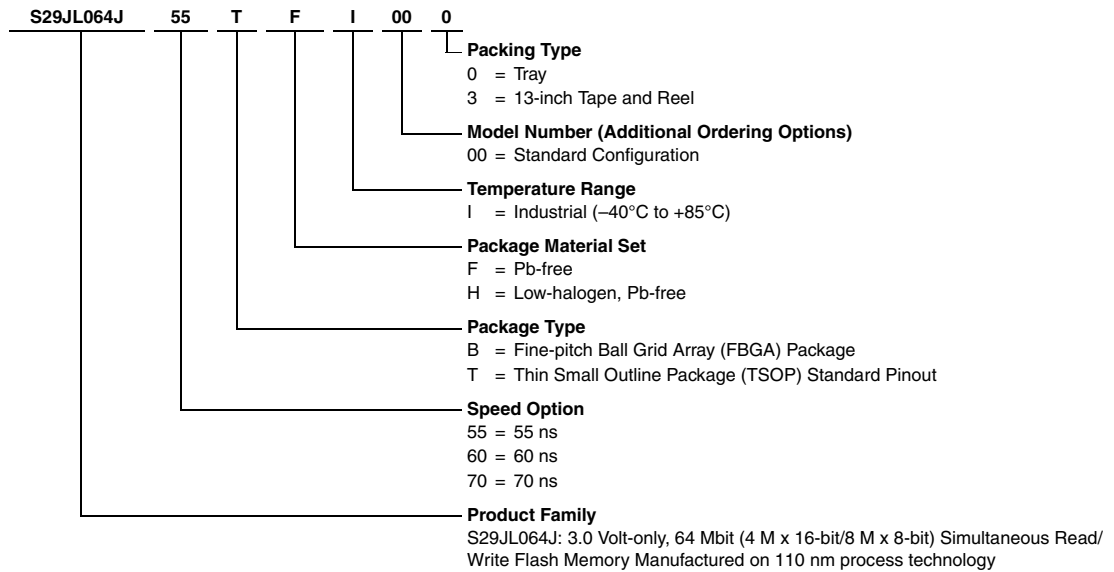 S29JL064J 55 T F I 00 0
Packing Type
0 = Tray
3 = 13-inch Tape and Reel
Model Number (Additional Ordering Options)
00 = Standard Configuration
Temperature Range
I = Industrial (–40°C to +85°C)
Package Material Set
F = Pb-free
H = Low-halogen, Pb-free
Package Type
B = Fine-pitch Ball Grid Array (FBGA) Package
T = Thin Small Outline Package (TSOP) Standard Pinout
Speed Option
55 = 55 ns
60 = 60 ns
70 = 70 ns
Product Family
S29JL064J: 3.0 Volt-only, 64 Mbit (4 M x 16-bit/8 M x 8-bit) Simultaneous Read/
Write Flash Memory Manufactured on 110 nm process technology